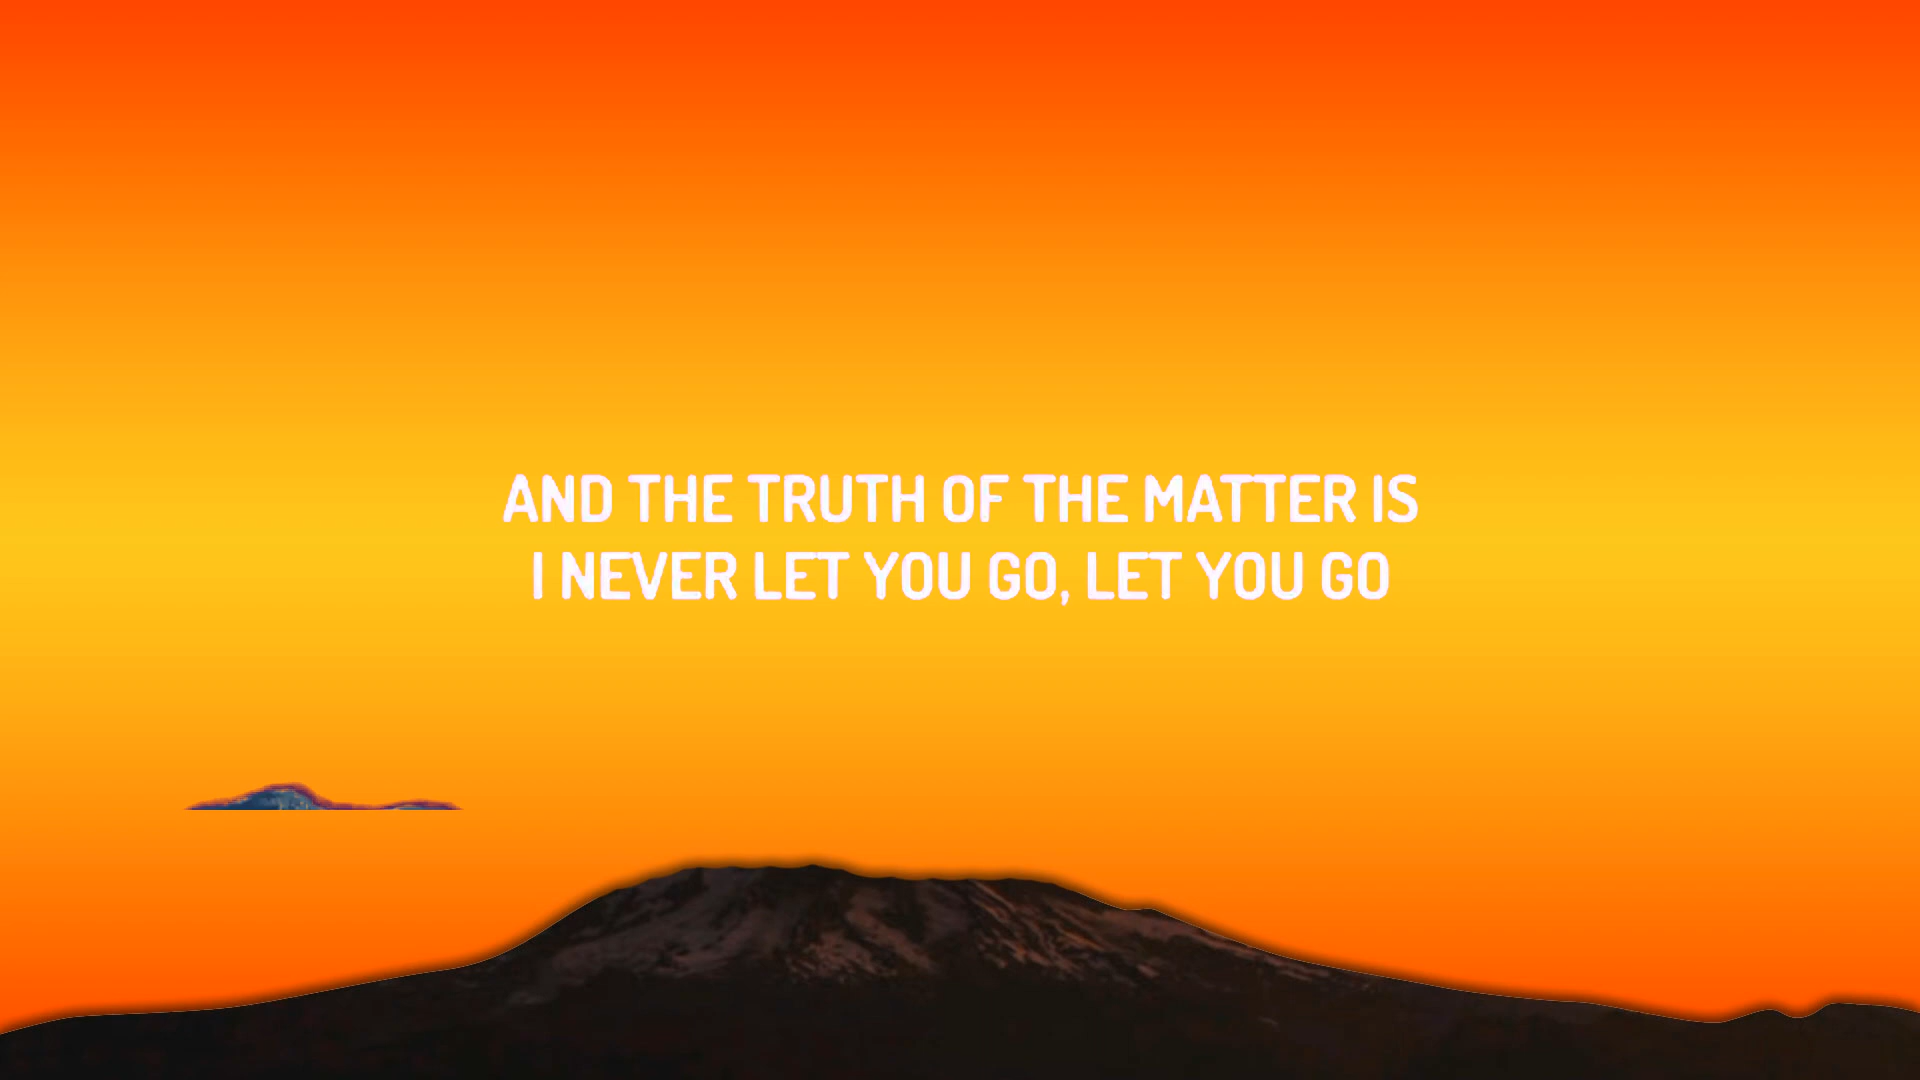 AND THE TRUTH OF THE MATTER IS
I NEVER LET YOU GO, LET YOU GO